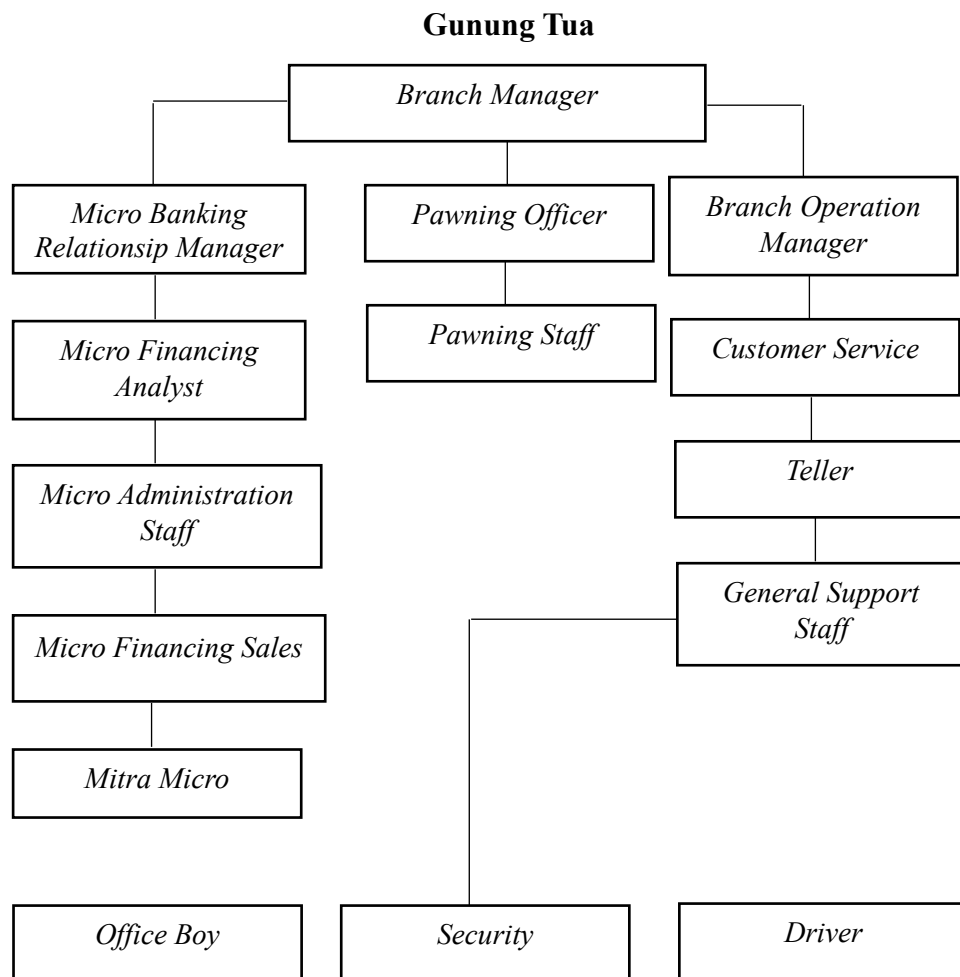 Gunung Tua
Branch Manager
Micro Banking
Relationsip Manager
Pawning Officer
Branch Operation
Manager
Micro Financing
Analyst
Pawning Staff
Customer Service
Micro Administration
Staff
Teller
Micro Financing Sales
General Support
Staff
Mitra Micro
Office Boy
Security
Driver